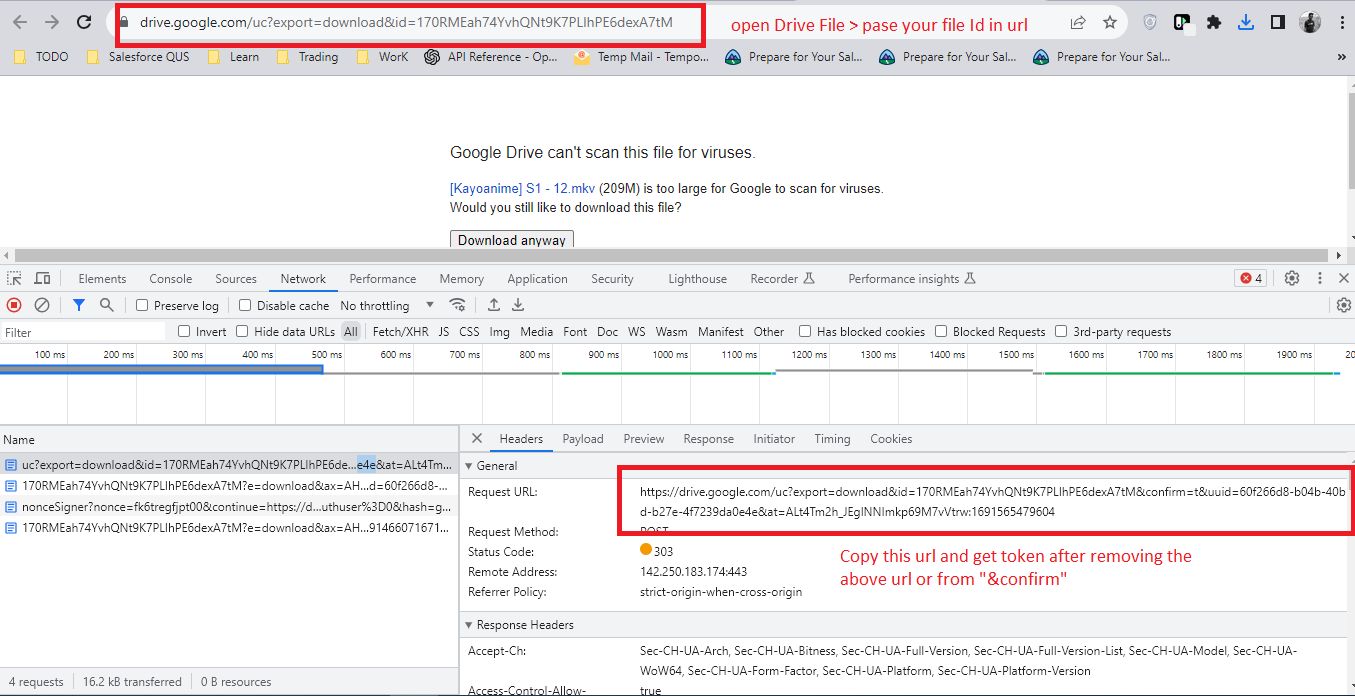 drive.google.com/uc?export=download&id=170RMEah74YvhQNt9K7PLIhPE6dexA7tM
open Drive File > pase your file Id in url
TODO Salesforce QUS Learn Trading WorK API Reference - Op... Temp Mail - Tempo... Prepare for Your Sal... Prepare for Your Sal... Prepare for Your Sal... »
Google Drive can't scan this file for viruses.
[Kayoanime] S1 - 12.mkv (209M) is too large for Google to scan for viruses.
Would you still like to download this file?
Download anyway
Elements Console Sources Network Performance Memory Application Security Lighthouse Recorder Performance insights 4
Preserve log Disable cache No throttling
Filter Invert Hide data URLs All Fetch/XHR JS CSS Img Media Font Doc WS Wasm Manifest Other Has blocked cookies Blocked Requests 3rd-party requests
100 ms 200 ms 300 ms 400 ms 500 ms 600 ms 700 ms 800 ms 900 ms 1000 ms 1100 ms 1200 ms 1300 ms 1400 ms 1500 ms 1600 ms 1700 ms 1800 ms 1900 ms 20
Name
uc?export=download&id=170RMEah74YvhQNt9K7PLIhPE6de...e4e&at=ALt4Tm...
170RMEah74YvhQNt9K7PLIhPE6dexA7tM?e=download&ax=AH...d=60f266d8-...
nonceSigner?nonce=fk6tregfjpt00&continue=https://d...uthuser%3D0&hash=g...
170RMEah74YvhQNt9K7PLIhPE6dexA7tM?e=download&ax=AH...91466071671...
4 requests 16.2 kB transferred 0 B resources
Headers Payload Preview Response Initiator Timing Cookies
General
Request URL: https://drive.google.com/uc?export=download&id=170RMEah74YvhQNt9K7PLIhPE6dexA7tM&confirm=t&uuid=60f266d8-b04b-40b
d-b27e-4f7239da0e4e&at=ALt4Tm2h_JEgINNImkp69M7vVtrw:1691565479604
Request Method: POST
Status Code: 303
Remote Address: 142.250.183.174:443
Referrer Policy: strict-origin-when-cross-origin
Copy this url and get token after removing the
above url or from "&confirm"
Response Headers
Accept-Ch: Sec-CH-UA-Arch, Sec-CH-UA-Bitness, Sec-CH-UA-Full-Version, Sec-CH-UA-Full-Version-List, Sec-CH-UA-Model, Sec-CH-UA-
WoW64, Sec-CH-UA-Form-Factor, Sec-CH-UA-Platform, Sec-CH-UA-Platform-Version
Access-Control-Allow- true